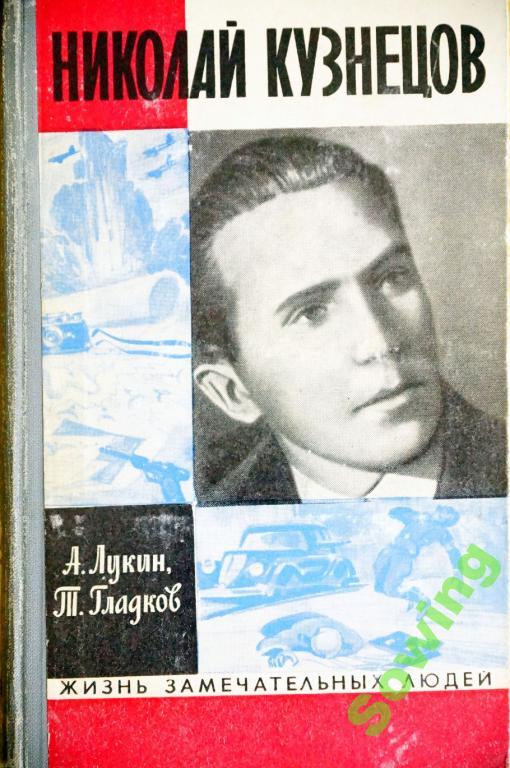 НИКОЛАЙ КУЗНЕЦОВ
А. Лукин,
Т. Гладков
ЖИЗНЬ ЗАМЕЧАТЕЛЬНЫХ ЛЮДЕЙ
Sowing